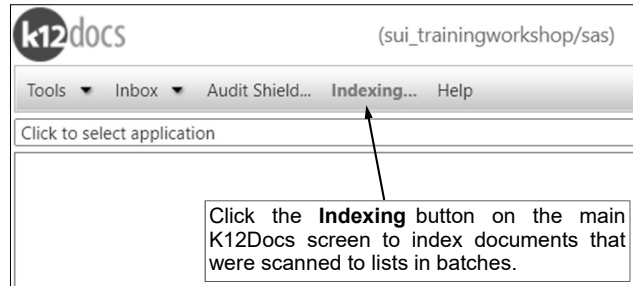 k12docs (sui_trainingworkshop/sas)
Tools Inbox Audit Shield... Indexing... Help
Click to select application
Click the Indexing button on the main
K12Docs screen to index documents that
were scanned to lists in batches.